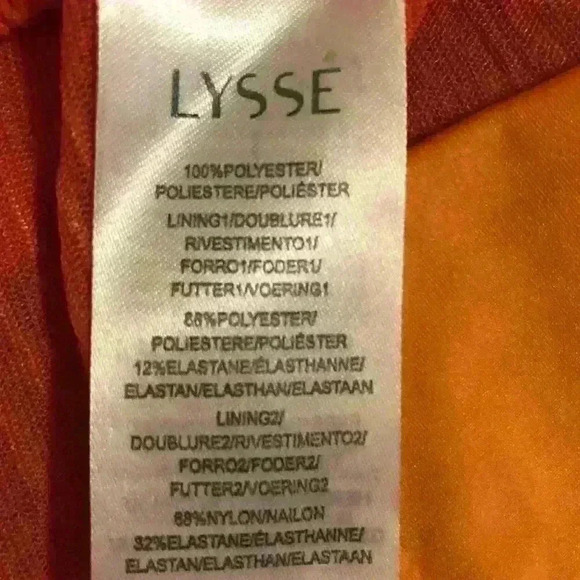 LYSSÉ
100%POLYESTER/
POLIESTERE/POLIÉSTER
LINING1/DOUBLURE1/
RIVESTIMENTO1/
FORRO1/FODER1/
FUTTER1/VOERING1
88%POLYESTER/
POLIESTERE/POLIÉSTER
12%ELASTANE/ÉLASTHANNE/
ELASTAN/ELASTHAN/ELASTAAN
LINING2/
DOUBLURE2/RIVESTIMENTO2/
FORRO2/FODER2/
FUTTER2/VOERING2
68%NYLON/NAILON
32%ELASTANE/ÉLASTHANNE/
ELASTAN/ELASTHAN/ELASTAAN